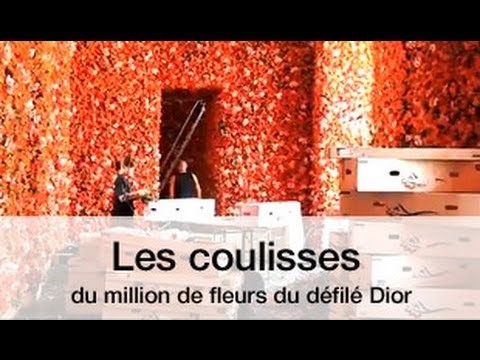 Les coulisses
du million de fleurs du défilé Dior